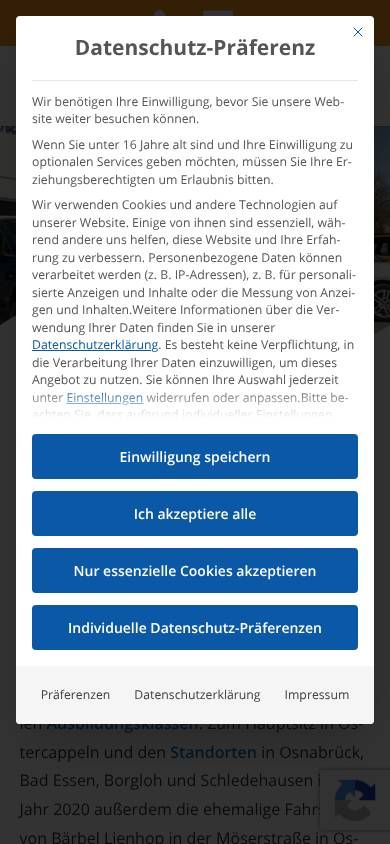 Datenschutz-Präferenz
Wir benötigen Ihre Einwilligung, bevor Sie unsere Web-
site weiter besuchen können.
Wenn Sie unter 16 Jahre alt sind und Ihre Einwilligung zu
optionalen Services geben möchten, müssen Sie Ihre Er-
ziehungsberechtigten um Erlaubnis bitten.
Wir verwenden Cookies und andere Technologien auf
unserer Website. Einige von ihnen sind essenziell, wäh-
rend andere uns helfen, diese Website und Ihre Erfah-
rung zu verbessern. Personenbezogene Daten können
verarbeitet werden (z. B. IP-Adressen), z. B. für personali-
sierte Anzeigen und Inhalte oder die Messung von Anzei-
gen und Inhalten.Weitere Informationen über die Ver-
wendung Ihrer Daten finden Sie in unserer
Datenschutzerklärung. Es besteht keine Verpflichtung, in
die Verarbeitung Ihrer Daten einzuwilligen, um dieses
Angebot zu nutzen. Sie können Ihre Auswahl jederzeit
unter Einstellungen widerrufen oder anpassen.Bitte be-
achten Sie, dass aufgrund individueller Einstellungen
Einwilligung speichern
Ich akzeptiere alle
Nur essenzielle Cookies akzeptieren
Individuelle Datenschutz-Präferenzen
Präferenzen Datenschutzerklärung Impressum
len Ausbildungsklassen. Zum Hauptsitz in Os-
tercappeln und den Standorten in Osnabrück,
Bad Essen, Borgloh und Schledehausen
Jahr 2020 außerdem die ehemalige Fahrs
von Bärbel Lienhop in der Möserstraße in Os-